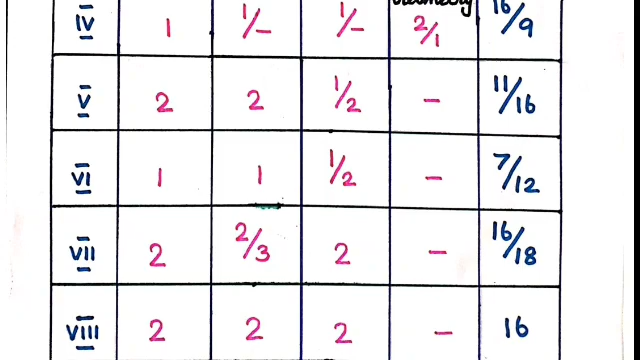 IV 1 1/- 1/- Geometry 2/1 16/9
V 2 2 1/2 - 11/16
VI 1 1 1/2 - 7/12
VII 2 2/3 2 - 16/18
VIII 2 2 2 - 16